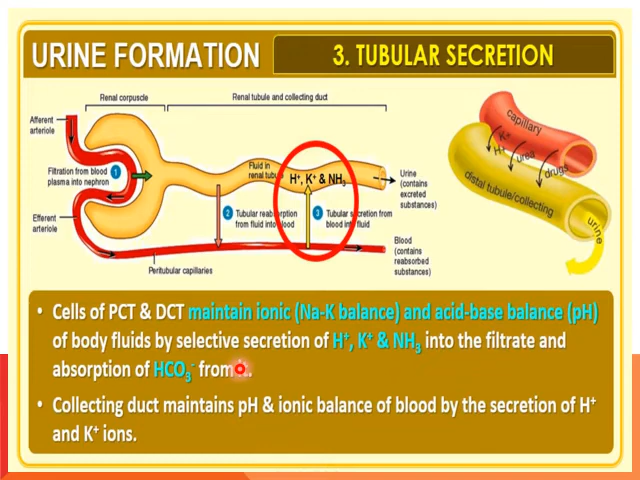 URINE FORMATION
3. TUBULAR SECRETION
Renal corpuscle
Renal tubule and collecting duct
Afferent
arteriole
Filtration from blood
plasma into nephron
1
Efferent
arteriole
Fluid in
renal tubule
H⁺, K⁺ & NH₃
Urine
(contains
excreted
substances)
2 Tubular reabsorption
from fluid into blood
3 Tubular secretion from
blood into fluid
Blood
(contains
reabsorbed
substances)
Peritubular capillaries
capillary
K⁺
H⁺
urea
drugs
distal tubule/collecting
urine
• Cells of PCT & DCT maintain ionic (Na-K balance) and acid-base balance (pH)
of body fluids by selective secretion of H⁺, K⁺ & NH₃ into the filtrate and
absorption of HCO₃⁻ from
• Collecting duct maintains pH & ionic balance of blood by the secretion of H⁺
and K⁺ ions.